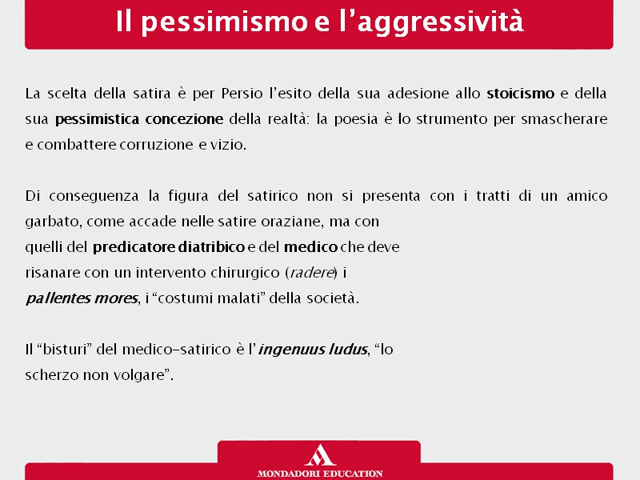 Il pessimismo e l’aggressività
La scelta della satira è per Persio l’esito della sua adesione allo stoicismo e della
sua pessimistica concezione della realtà: la poesia è lo strumento per smascherare
e combattere corruzione e vizio.
Di conseguenza la figura del satirico non si presenta con i tratti di un amico
garbato, come accade nelle satire oraziane, ma con
quelli del predicatore diatribico e del medico che deve
risanare con un intervento chirurgico (radere) i
pallentes mores, i “costumi malati” della società.
Il “bisturi” del medico-satirico è l’ingenuus ludus, “lo
scherzo non volgare”.
MONDADORI EDUCATION